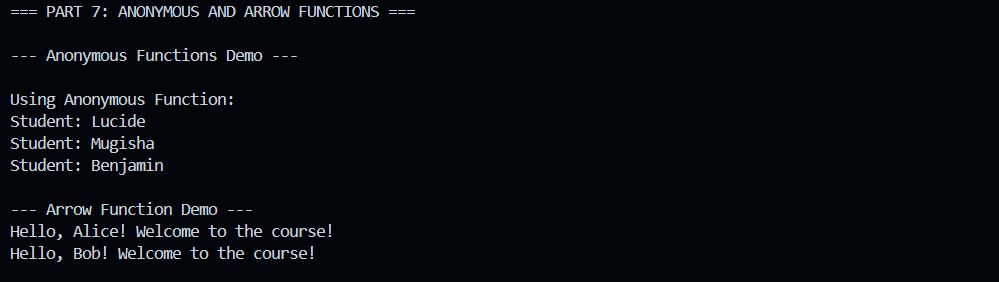 === PART 7: ANONYMOUS AND ARROW FUNCTIONS ===
--- Anonymous Functions Demo ---
Using Anonymous Function:
Student: Lucide
Student: Mugisha
Student: Benjamin
--- Arrow Function Demo ---
Hello, Alice! Welcome to the course!
Hello, Bob! Welcome to the course!